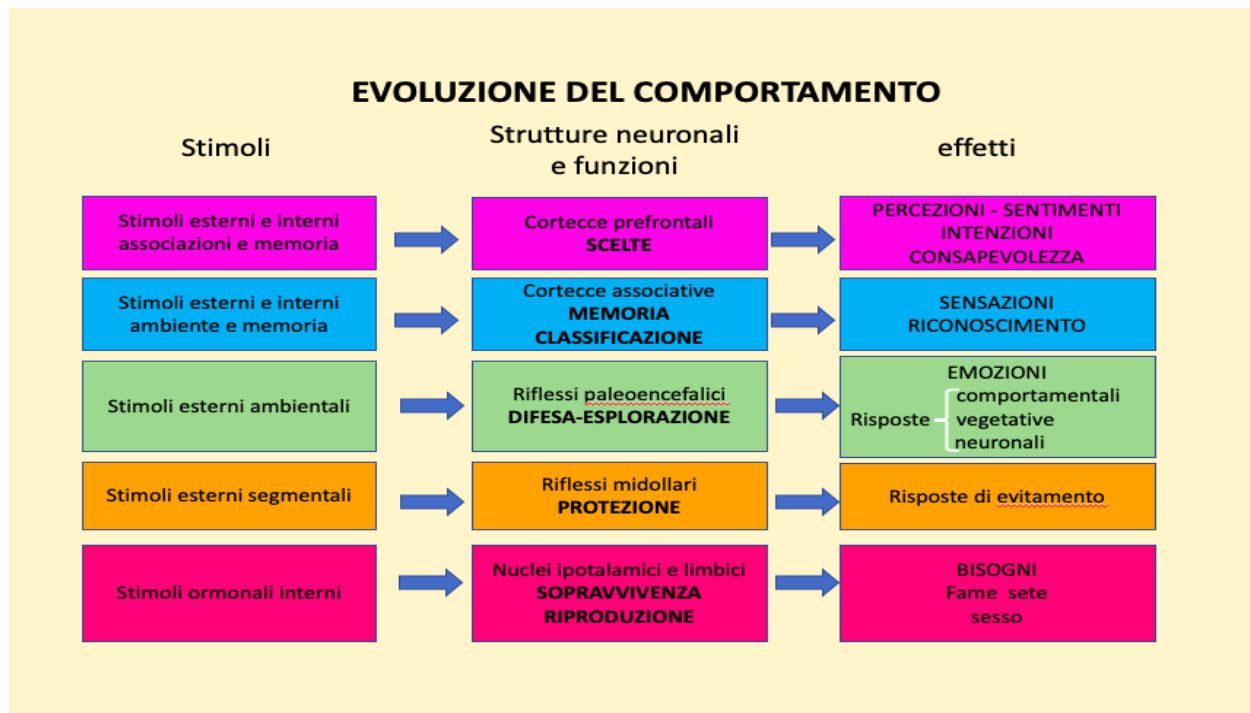 EVOLUZIONE DEL COMPORTAMENTO
Stimoli
Strutture neuronali
e funzioni
effetti
Stimoli esterni e interni
associazioni e memoria
Cortecce prefrontali
SCELTE
PERCEZIONI - SENTIMENTI
INTENZIONI
CONSAPEVOLEZZA
Stimoli esterni e interni
ambiente e memoria
Cortecce associative
MEMORIA
CLASSIFICAZIONE
SENSAZIONI
RICONOSCIMENTO
Stimoli esterni ambientali
Riflessi paleoencefalici
DIFESA-ESPLORAZIONE
EMOZIONI
comportamentali
Risposte vegetative
neuronali
Stimoli esterni segmentali
Riflessi midollari
PROTEZIONE
Risposte di evitamento
Stimoli ormonali interni
Nuclei ipotalamici e limbici
SOPRAVVIVENZA
RIPRODUZIONE
BISOGNI
Fame sete
sesso